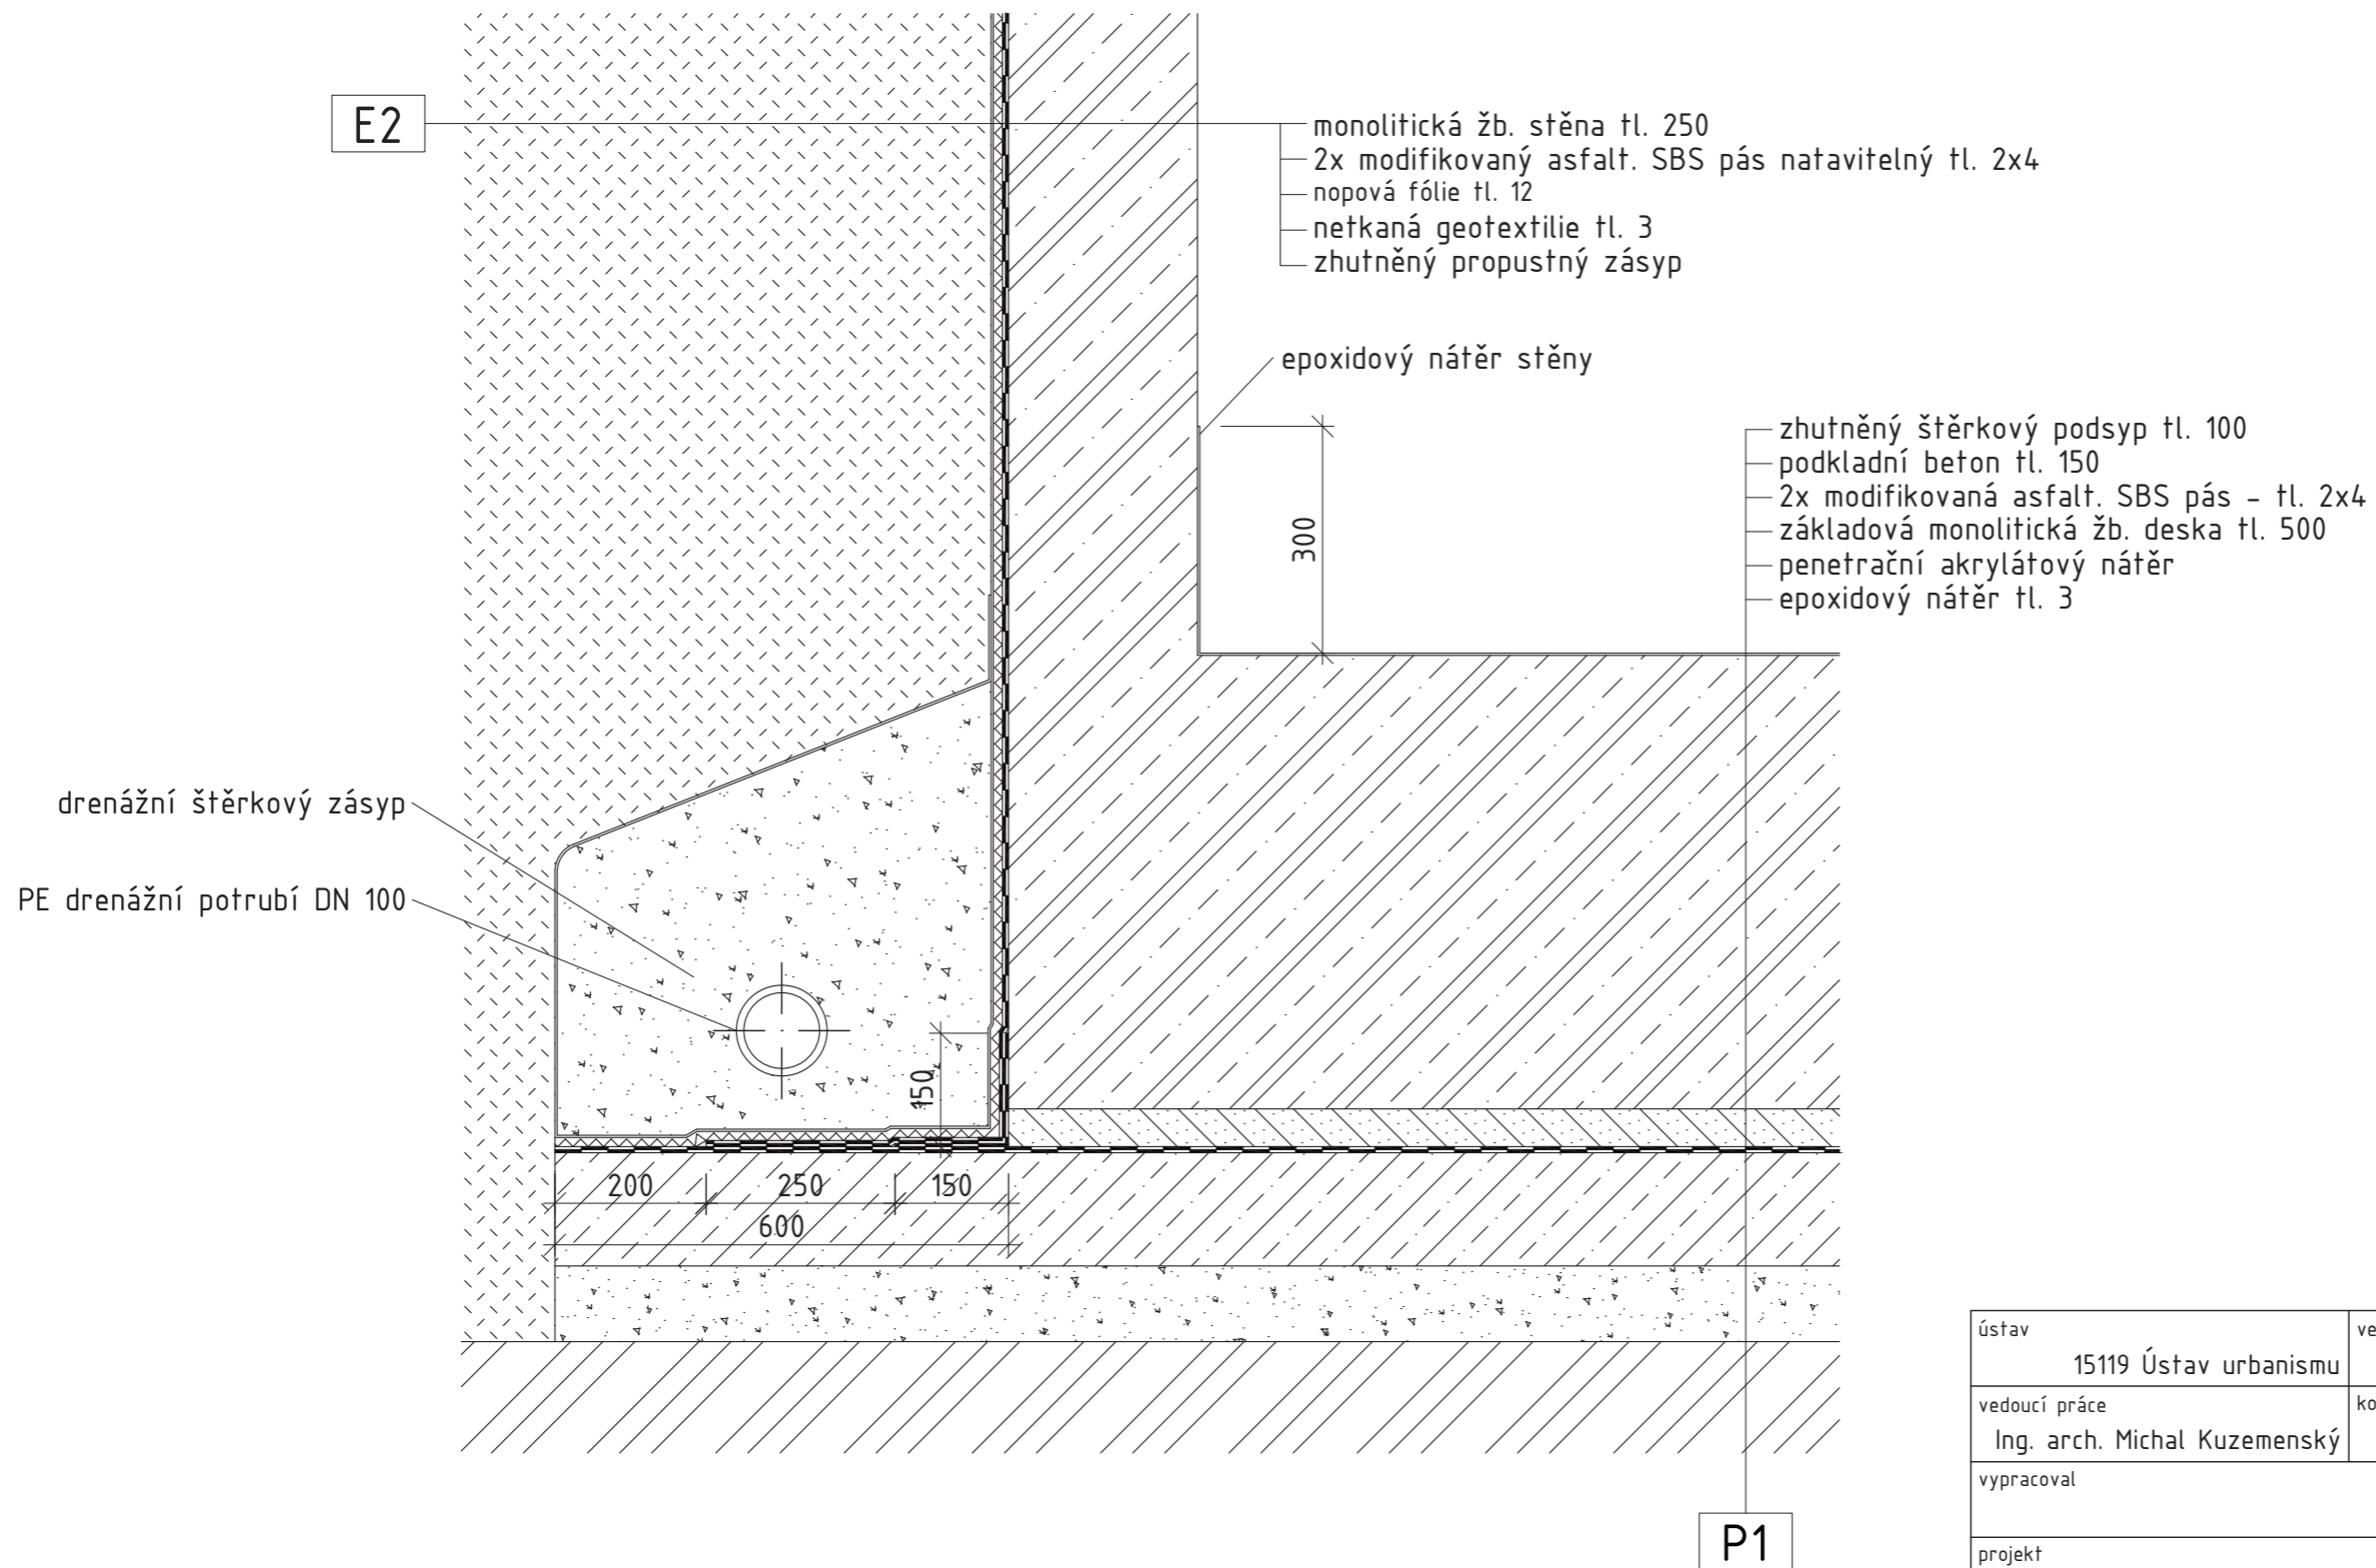 E2
monolitická žb. stěna tl. 250
2x modifikovaný asfalt. SBS pás natavitelný tl. 2x4
nopová fólie tl. 12
netkaná geotextilie tl. 3
zhutněný propustný zásyp
epoxidový nátěr stěny
300
zhutněný štěrkový podsyp tl. 100
podkladní beton tl. 150
2x modifikovaná asfalt. SBS pás - tl. 2x4
základová monolitická žb. deska tl. 500
penetrační akrylátový nátěr
epoxidový nátěr tl. 3
drenážní štěrkový zásyp
PE drenážní potrubí DN 100
150
200 250 150
600
P1
ústav ve
15119 Ústav urbanismu
vedoucí práce ko
Ing. arch. Michal Kuzemenský
vypracoval
projekt